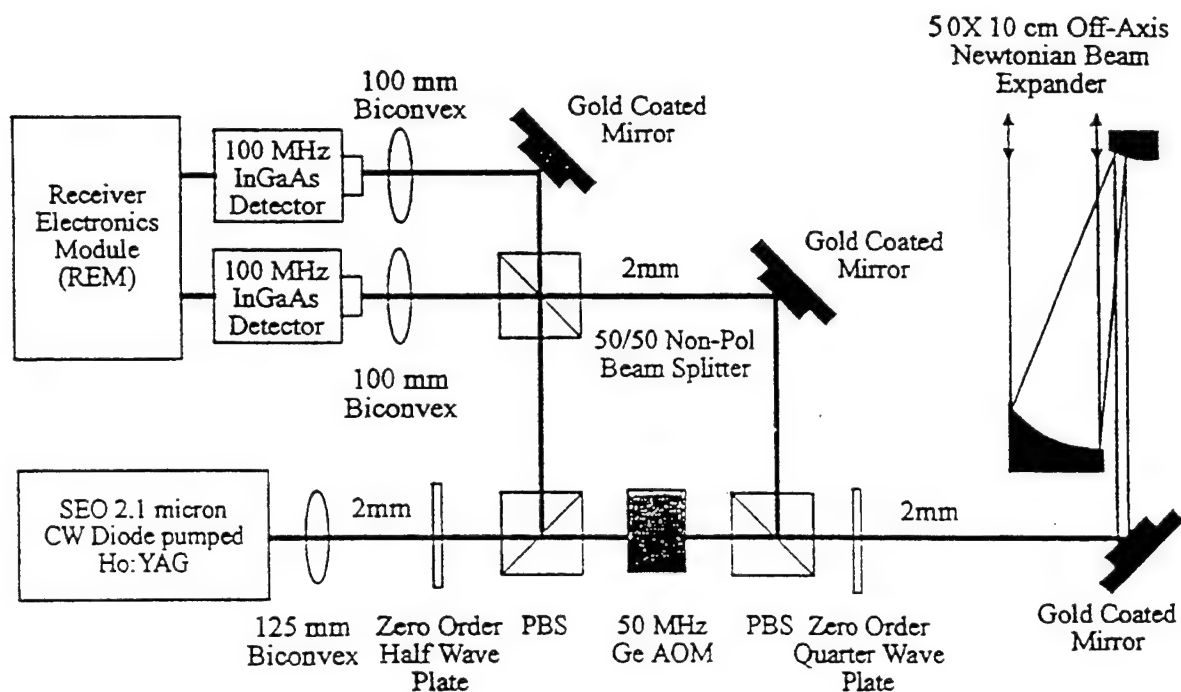 50X 10 cm Off-Axis
Newtonian Beam
Expander
100 mm
Biconvex
Gold Coated
Mirror
Receiver
Electronics
Module
(REM)
100 MHz
InGaAs
Detector
100 MHz
InGaAs
Detector
2mm
Gold Coated
Mirror
50/50 Non-Pol
Beam Splitter
100 mm
Biconvex
SEO 2.1 micron
CW Diode pumped
Ho:YAG
2mm
2mm
125 mm
Biconvex
Zero Order
Half Wave
Plate
PBS
50 MHz
Ge AOM
PBS
Zero Order
Quarter Wave
Plate
Gold Coated
Mirror